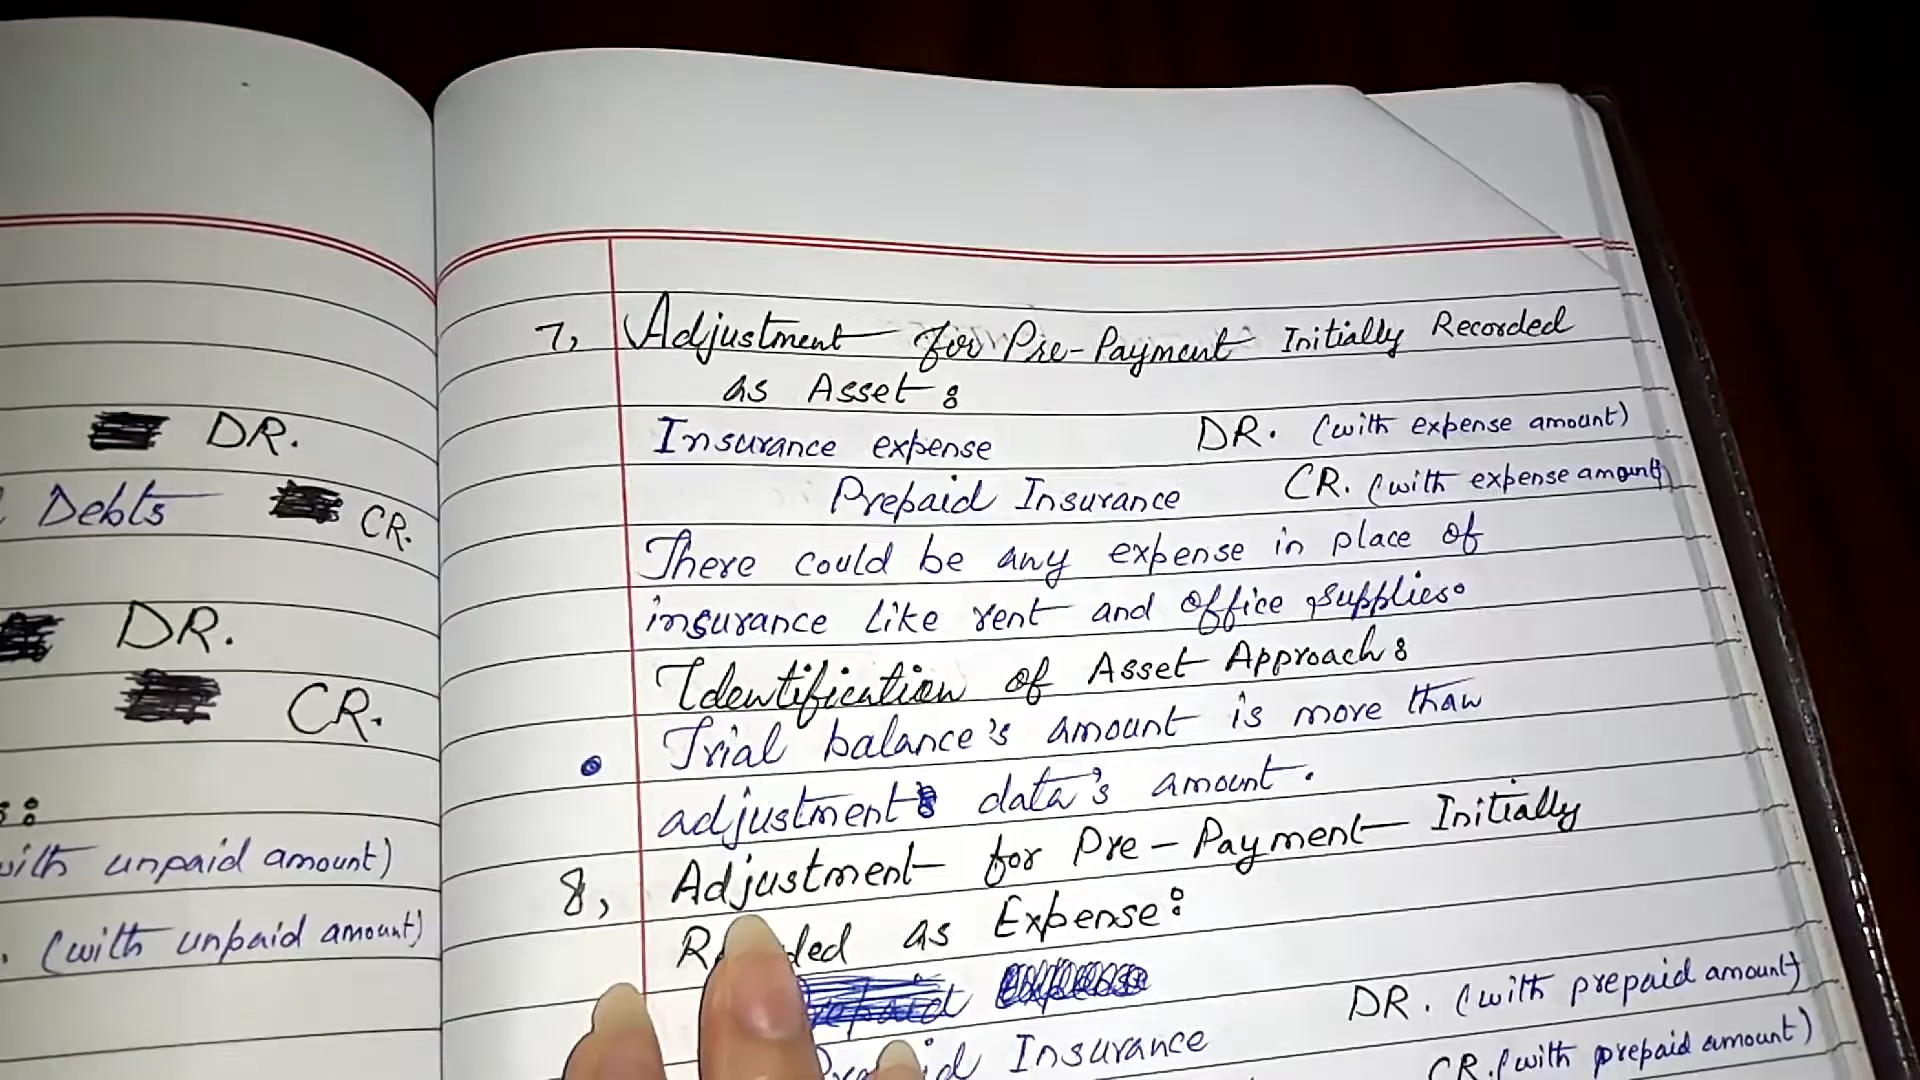 DR.
Debts CR.
DR.
CR.
with unpaid amount)
. (with unpaid amount)
7, Adjustment for Pre-Payment Initially Recorded
as Asset :
Insurance expense DR. (with expense amount)
Prepaid Insurance CR. (with expense amount)
There could be any expense in place of
insurance like rent and office supplies.
Identification of Asset Approach :
• Trial balance's amount is more than
adjustment data's amount.
8, Adjustment for Pre-Payment Initially
as Expense :
DR. (with prepaid amount)
Insurance
CR. (with prepaid amount)